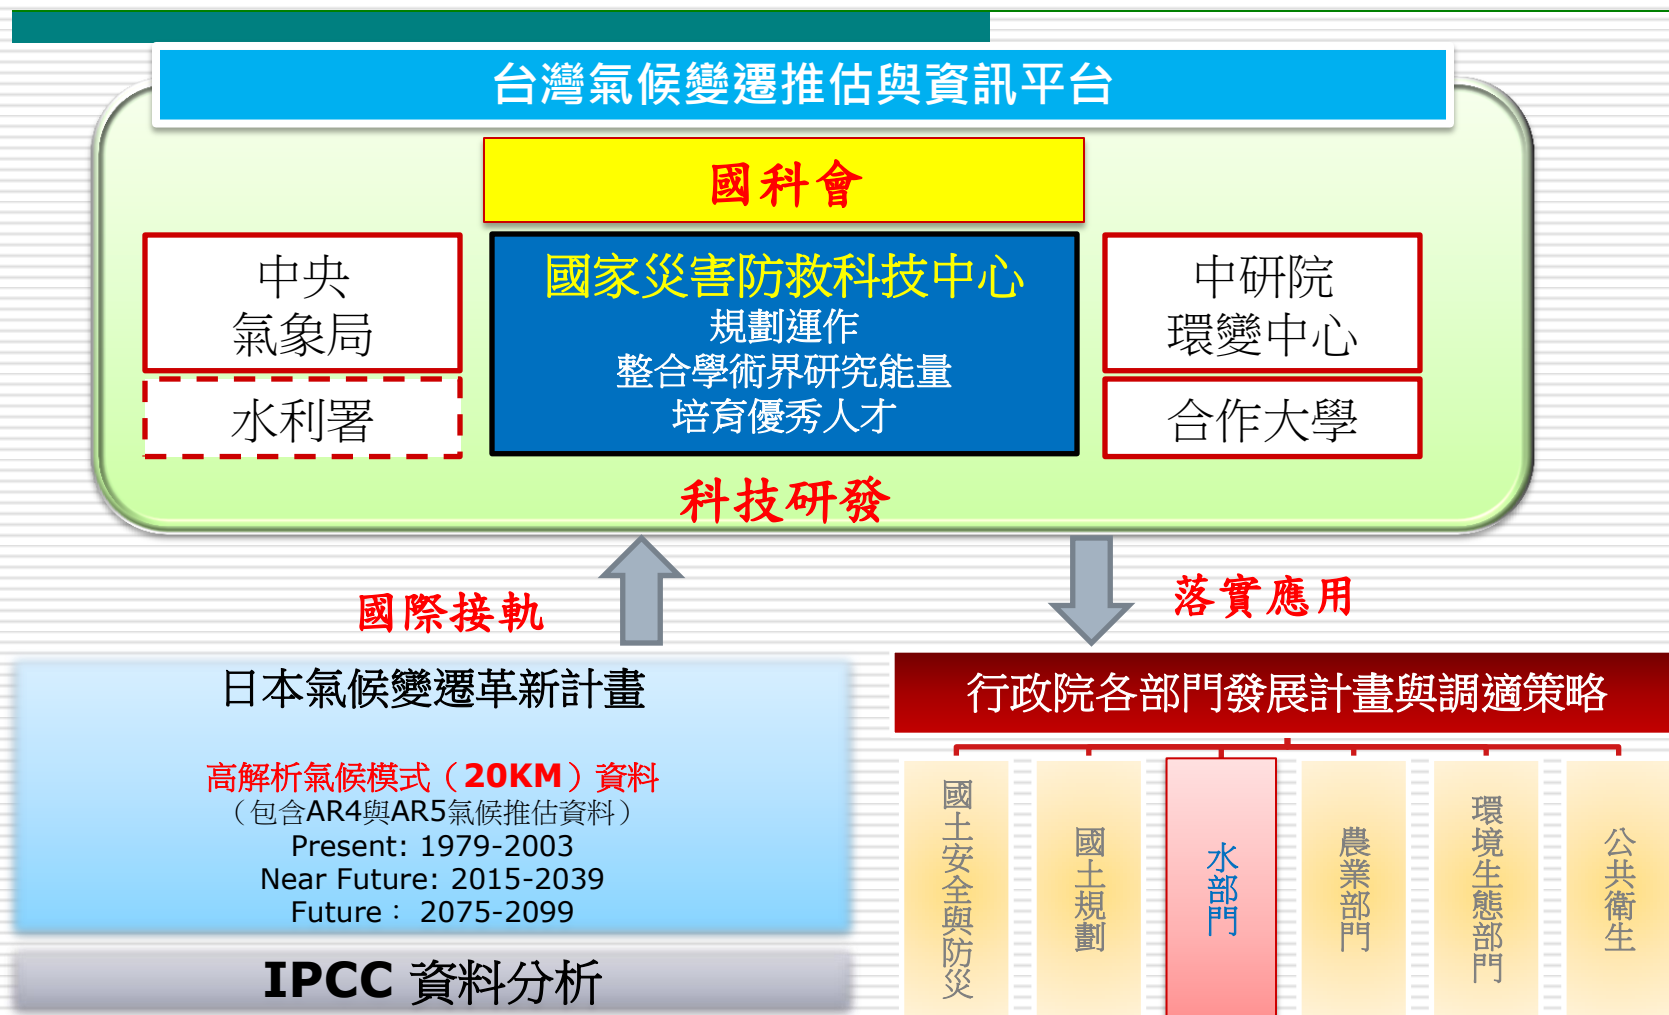 台灣氣候變遷推估與資訊平台
國科會
中央
氣象局
水利署
國家災害防救科技中心
規劃運作
整合學術界研究能量
培育優秀人才
中研院
環變中心
合作大學
科技研發
國際接軌
落實應用
日本氣候變遷革新計畫
高解析氣候模式（20KM）資料
（包含AR4與AR5氣候推估資料）
Present: 1979-2003
Near Future: 2015-2039
Future： 2075-2099
IPCC 資料分析
行政院各部門發展計畫與調適策略
國土安全與防災
國土規劃
水部門
農業部門
環境生態部門
公共衛生